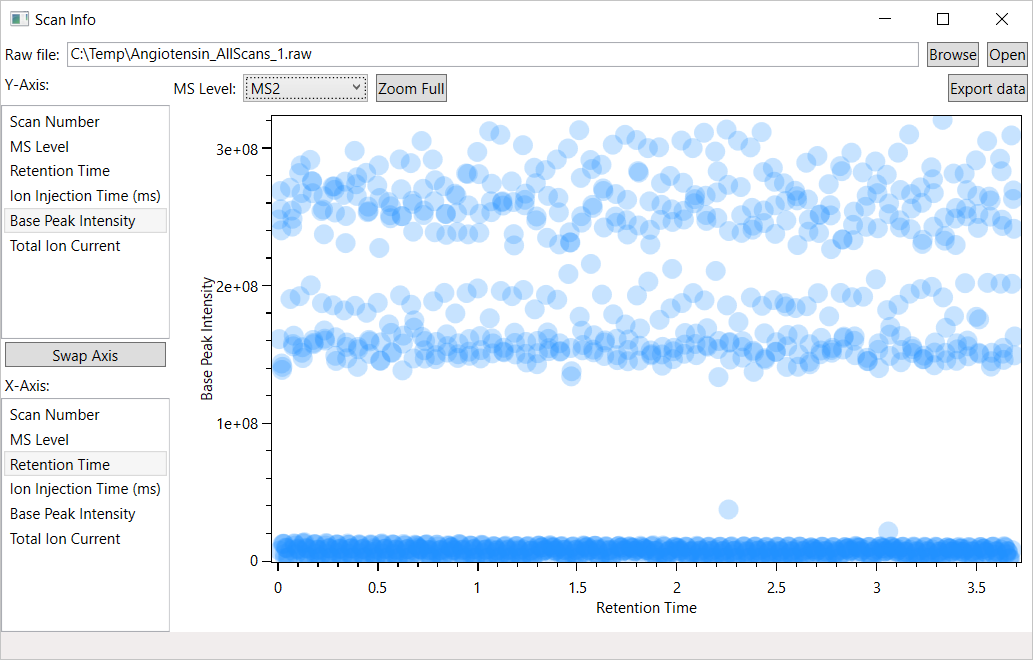 Scan Info
Raw file: C:\Temp\Angiotensin_AllScans_1.raw Browse Open
Y-Axis: MS Level: MS2 Zoom Full Export data
Scan Number
MS Level
Retention Time
Ion Injection Time (ms)
Base Peak Intensity
Total Ion Current
Swap Axis
X-Axis:
Scan Number
MS Level
Retention Time
Ion Injection Time (ms)
Base Peak Intensity
Total Ion Current
Base Peak Intensity
3e+08
2e+08
1e+08
0
0 0.5 1 1.5 2 2.5 3 3.5
Retention Time